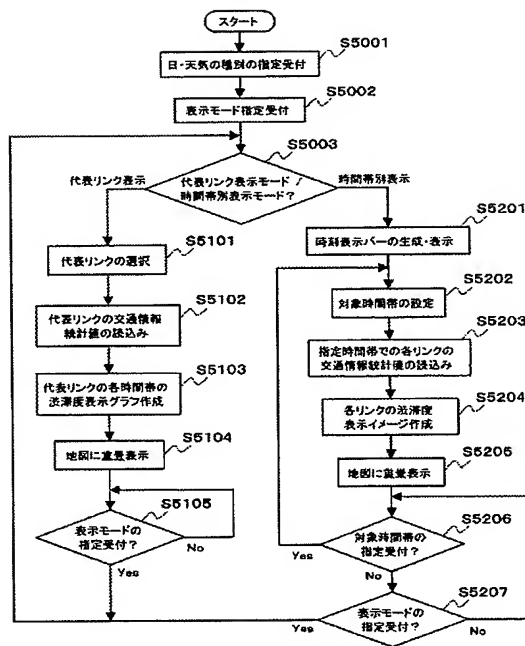 スタート
S5001
日・天気の種別の指定受付
S5002
表示モード指定受付
S5003
代表リンク表示モード/
時間帯別表示モード?
代表リンク表示
時間帯別表示
S5101
代表リンクの選択
S5102
代表リンクの交通情報
統計値の読込み
S5103
代表リンクの各時間帯の
渋滞度表示グラフ作成
S5104
地図に重畳表示
S5105
表示モードの
指定受付?
No
Yes
S5201
時刻表示バーの生成・表示
S5202
対象時間帯の設定
S5203
指定時間帯での各リンクの
交通情報統計値の読込み
S5204
各リンクの渋滞度
表示イメージ作成
S5205
地図に重畳表示
S5206
対象時間帯の
指定受付?
Yes
No
S5207
表示モードの
指定受付?
Yes
No